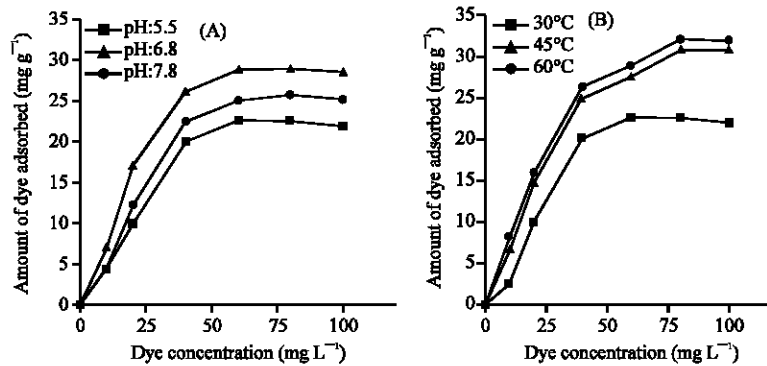 (A)
pH:5.5
pH:6.8
pH:7.8
35
30
25
20
15
10
5
0
Amount of dye adsorbed (mg g⁻¹)
0 25 50 75 100
Dye concentration (mg L⁻¹)
(B)
30°C
45°C
60°C
35
30
25
20
15
10
5
0
Amount of dye adsorbed (mg g⁻¹)
0 25 50 75 100
Dye concentration (mg L⁻¹)